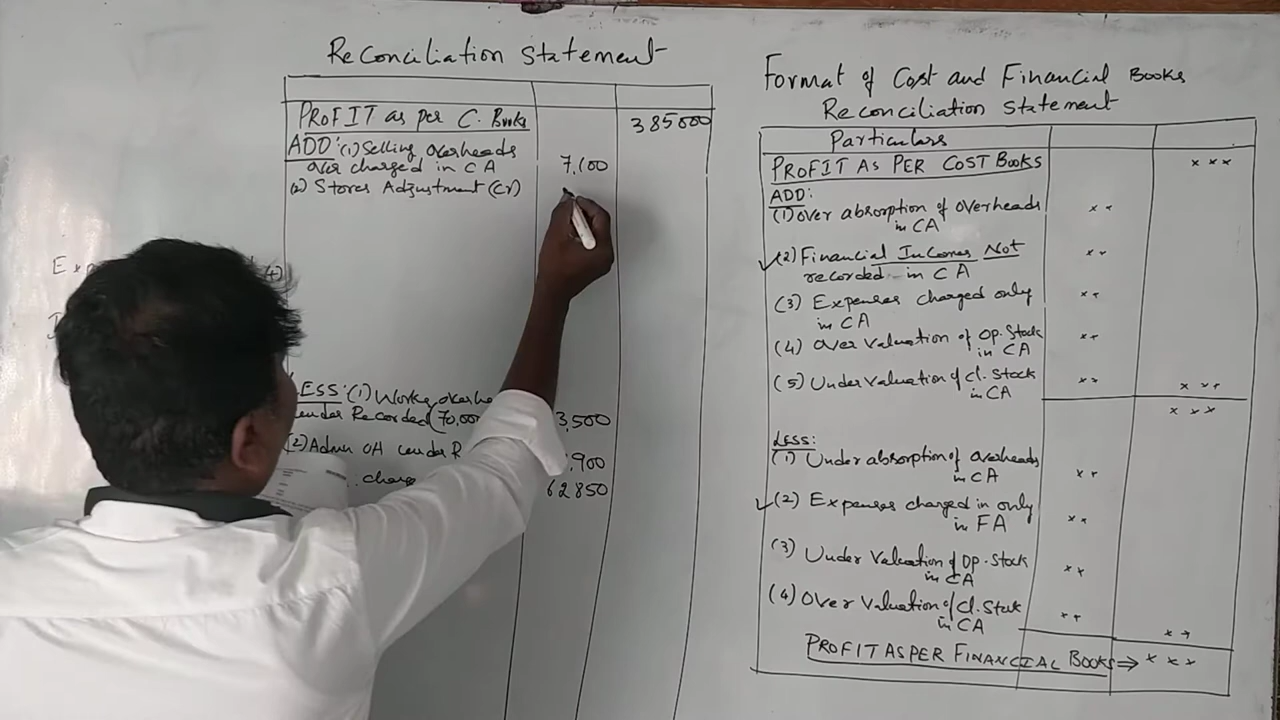 Reconciliation Statement
PROFIT as per C. Books
385000
ADD: (1) Selling overheads
over charged in CA
7,100
(2) Stores Adjustment (Cr)
LESS: (1) Works
under Recorded (70,00
3,500
(2) Admn OH under R
,900
62850
Format of Cost and Financial Books
Reconciliation Statement
Particulars
PROFIT AS PER COST BOOKS
x x x
ADD:
(1) Over absorption of overheads
in CA
x x
(2) Financial Incomes Not
recorded in CA
x x
(3) Expenses charged only
in CA
x x
(4) Over Valuation of Op. Stock
in CA
x x
(5) Under Valuation of Cl. Stock
in CA
x x
x x x
x x x
LESS:
(1) Under absorption of overheads
in CA
x x
(2) Expenses charged in only
in FA
x x
(3) Under Valuation of Op. Stock
in CA
x x
(4) Over Valuation of Cl. Stock
in CA
x x
x x
PROFIT AS PER FINANCIAL BOOKS ⇒ x x x